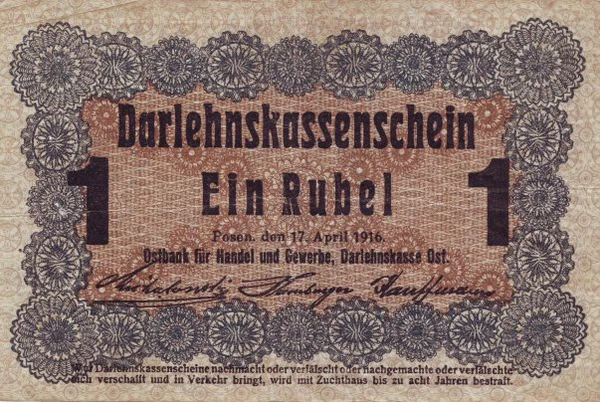 Darlehnskassenschein
1 Ein Rubel 1
Posen, den 17. April 1916.
Ostbank für Handel und Gewerbe, Darlehnskasse Ost.
Nürnberger Kauffmann
Wer Darlehnskassenscheine nachmacht oder verfälscht oder nachgemachte oder verfälschte
sich verschafft und in Verkehr bringt, wird mit Zuchthaus bis zu acht Jahren bestraft.